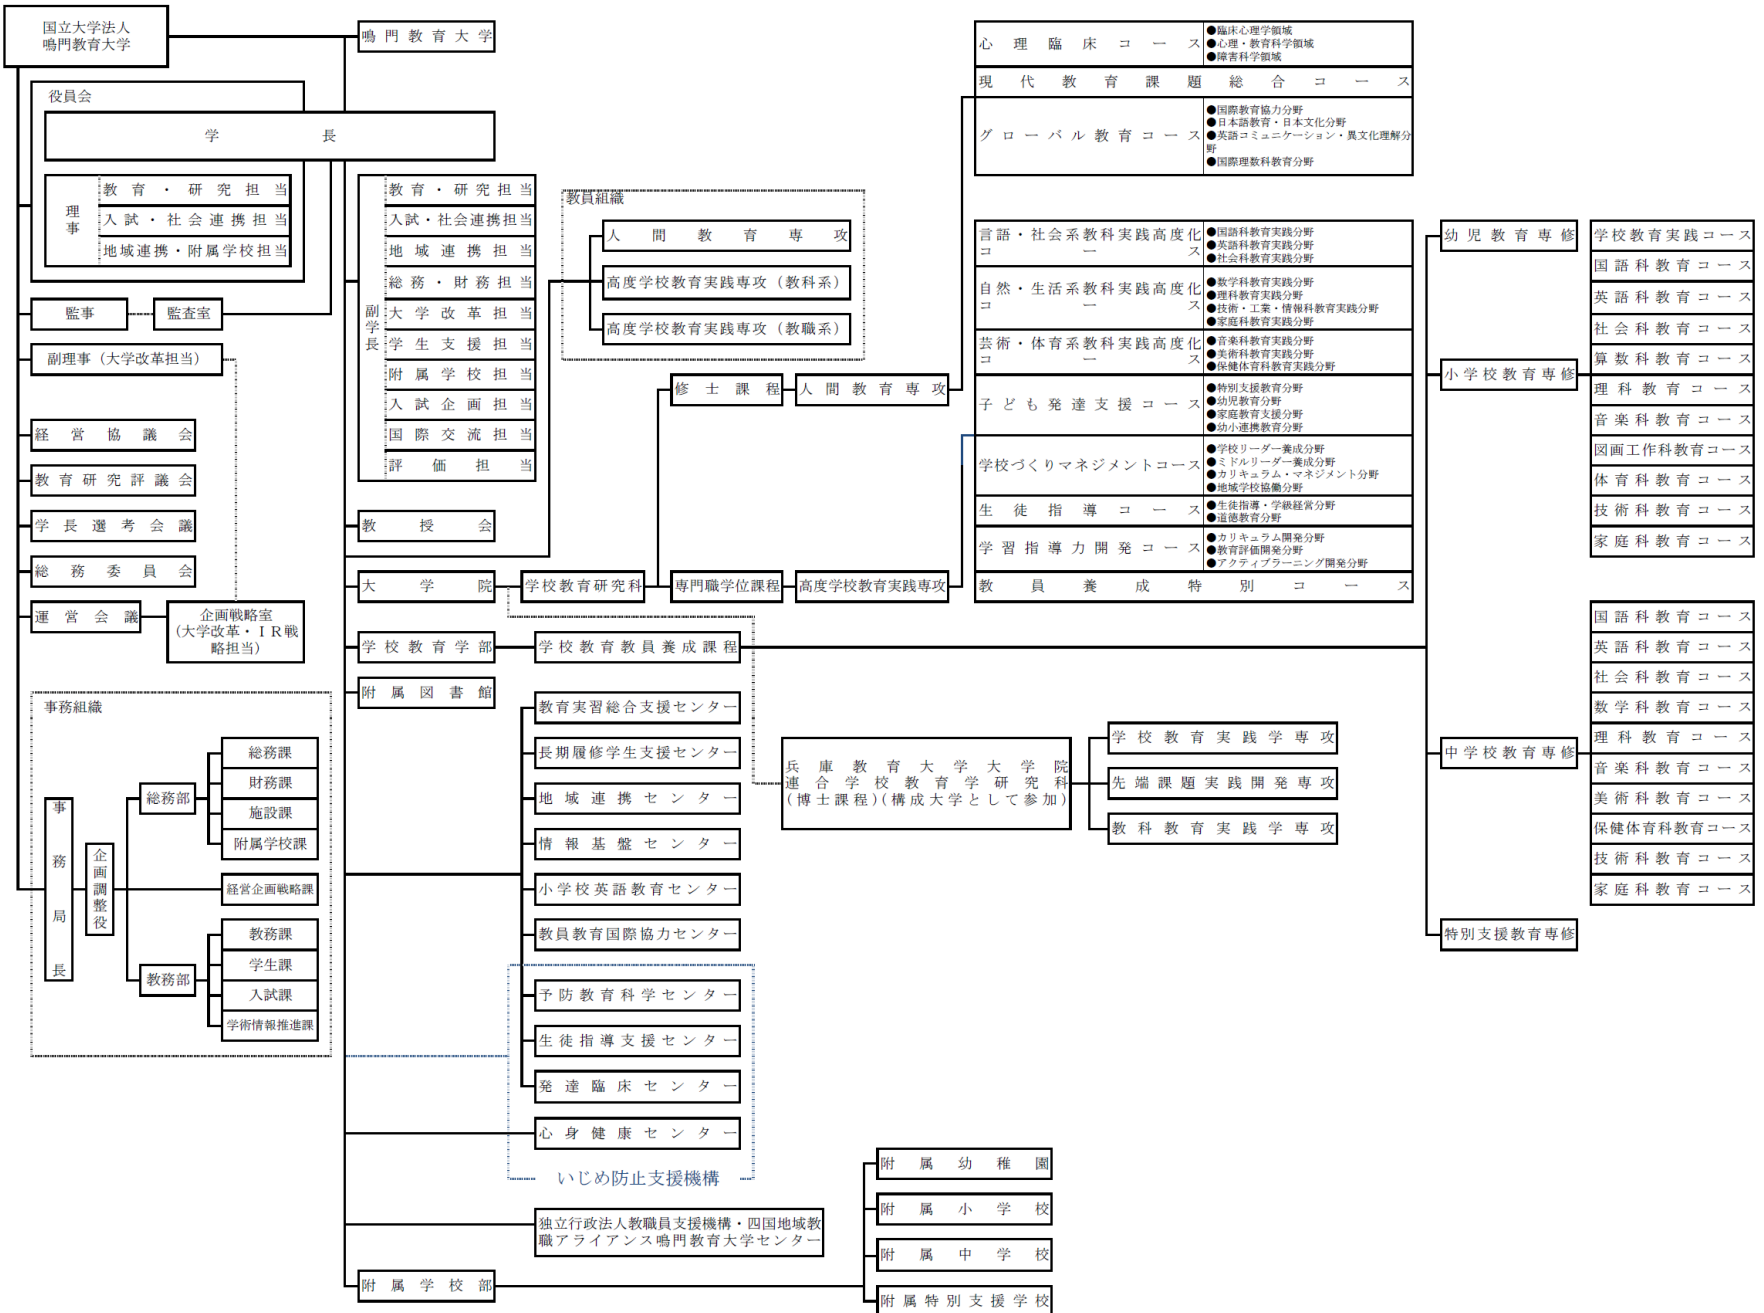 国立大学法人
鳴門教育大学
役員会
学長
理事
教育・研究担当
入試・社会連携担当
地域連携・附属学校担当
監事
監査室
副理事（大学改革担当）
経営協議会
教育研究評議会
学長選考会議
総務委員会
運営会議
企画戦略室
（大学改革・ＩＲ戦
略担当）
事務組織
事務局長
企画調整役
総務部
総務課
財務課
施設課
附属学校課
経営企画戦略課
教務部
教務課
学生課
入試課
学術情報推進課
鳴門教育大学
副学長
教育・研究担当
入試・社会連携担当
地域連携担当
総務・財務担当
大学改革担当
学生支援担当
附属学校担当
入試企画担当
国際交流担当
評価担当
教授会
大学院
学校教育学部
附属図書館
教員組織
人間教育専攻
高度学校教育実践専攻（教科系）
高度学校教育実践専攻（教職系）
学校教育研究科
修士課程
人間教育専攻
専門職学位課程
高度学校教育実践専攻
心理臨床コース
●臨床心理学領域
●心理・教育科学領域
●障害科学領域
現代教育課題総合コース
グローバル教育コース
●国際教育協力分野
●日本語教育・日本文化分野
●英語コミュニケーション・異文化理解分
野
●国際理数科教育分野
言語・社会系教科実践高度化
コース
●国語科教育実践分野
●英語科教育実践分野
●社会科教育実践分野
自然・生活系教科実践高度化
コース
●数学科教育実践分野
●理科教育実践分野
●技術・工業・情報科教育実践分野
●家庭科教育実践分野
芸術・体育系教科実践高度化
コース
●音楽科教育実践分野
●美術科教育実践分野
●保健体育科教育実践分野
子ども発達支援コース
●特別支援教育分野
●幼児教育分野
●家庭教育支援分野
●幼小連携教育分野
学校づくりマネジメントコース
●学校リーダー養成分野
●ミドルリーダー養成分野
●カリキュラム・マネジメント分野
●地域学校協働分野
生徒指導コース
●生徒指導・学級経営分野
●道徳教育分野
学習指導力開発コース
●カリキュラム開発分野
●教育評価開発分野
●アクティブラーニング開発分野
教員養成特別コース
学校教育教員養成課程
幼児教育専修
小学校教育専修
学校教育実践コース
国語科教育コース
英語科教育コース
社会科教育コース
算数科教育コース
理科教育コース
音楽科教育コース
図画工作科教育コース
体育科教育コース
技術科教育コース
家庭科教育コース
中学校教育専修
国語科教育コース
英語科教育コース
社会科教育コース
数学科教育コース
理科教育コース
音楽科教育コース
美術科教育コース
保健体育科教育コース
技術科教育コース
家庭科教育コース
特別支援教育専修
教育実習総合支援センター
長期履修学生支援センター
地域連携センター
情報基盤センター
小学校英語教育センター
教員教育国際協力センター
予防教育科学センター
生徒指導支援センター
発達臨床センター
心身健康センター
いじめ防止支援機構
兵庫教育大学大学院
連合学校教育学研究科
（博士課程）（構成大学として参加）
学校教育実践学専攻
先端課題実践開発専攻
教科教育実践学専攻
独立行政法人教職員支援機構・四国地域教
職アライアンス鳴門教育大学センター
附属学校部
附属幼稚園
附属小学校
附属中学校
附属特別支援学校